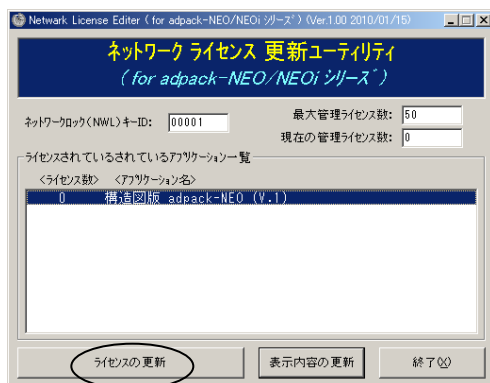 Network License Editer ( for adpack-NEO/NEOi ｼﾘｰｽﾞ ) (Ver.1.00 2010/01/15)
ネットワーク ライセンス 更新ユーティリティ
( for adpack-NEO/NEOi ｼﾘｰｽﾞ )
ﾈｯﾄﾜｰｸﾛｯｸ(NWL)キーID: 00001
最大管理ﾗｲｾﾝｽ数: 50
現在の管理ﾗｲｾﾝｽ数: 0
ﾗｲｾﾝｽされているされているｱﾌﾟﾘｹｰｼｮﾝ一覧
<ﾗｲｾﾝｽ数> <ｱﾌﾟﾘｹｰｼｮﾝ名>
0 構造図版 adpack-NEO (V.1)
ﾗｲｾﾝｽの更新 表示内容の更新 終了(X)